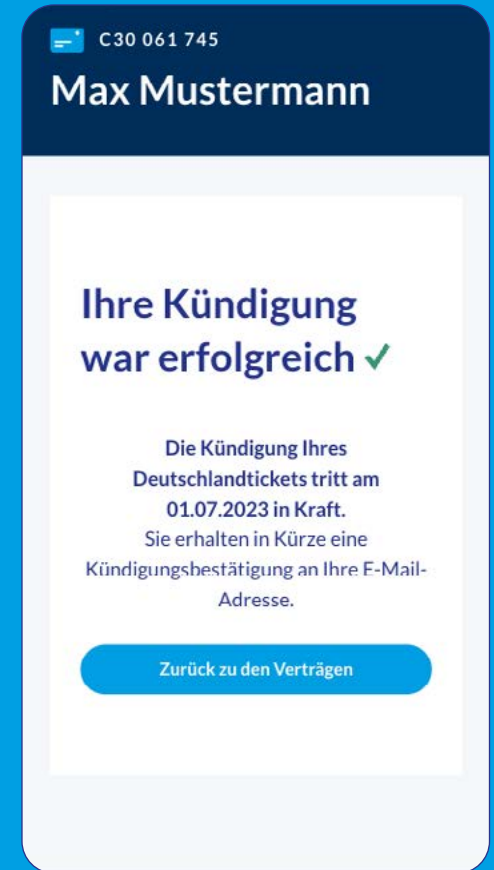 C30 061 745
Max Mustermann
Ihre Kündigung
war erfolgreich ✓
Die Kündigung Ihres
Deutschlandtickets tritt am
01.07.2023 in Kraft.
Sie erhalten in Kürze eine
Kündigungsbestätigung an Ihre E-Mail-
Adresse.
Zurück zu den Verträgen